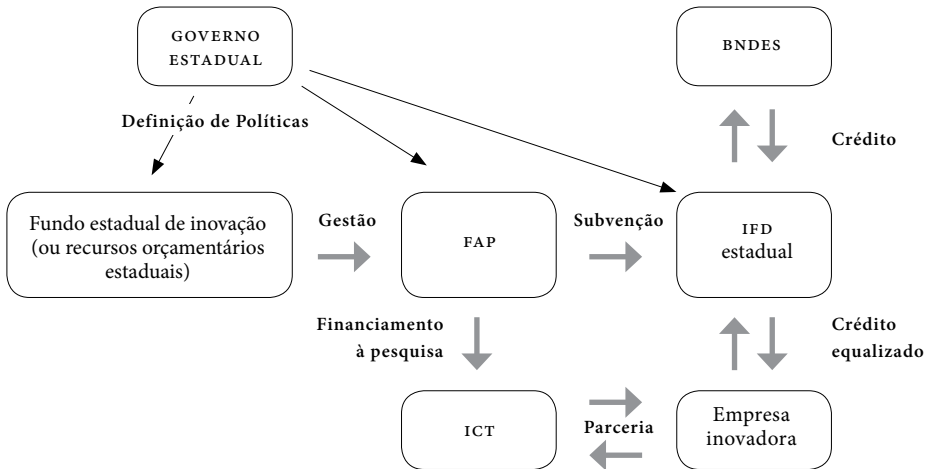 GOVERNO
ESTADUAL
BNDES
Definição de Políticas
Crédito
Fundo estadual de inovação
(ou recursos orçamentários
estaduais)
Gestão
FAP
Subvenção
IFD
estadual
Financiamento
à pesquisa
Crédito
equalizado
ICT
Parceria
Empresa
inovadora